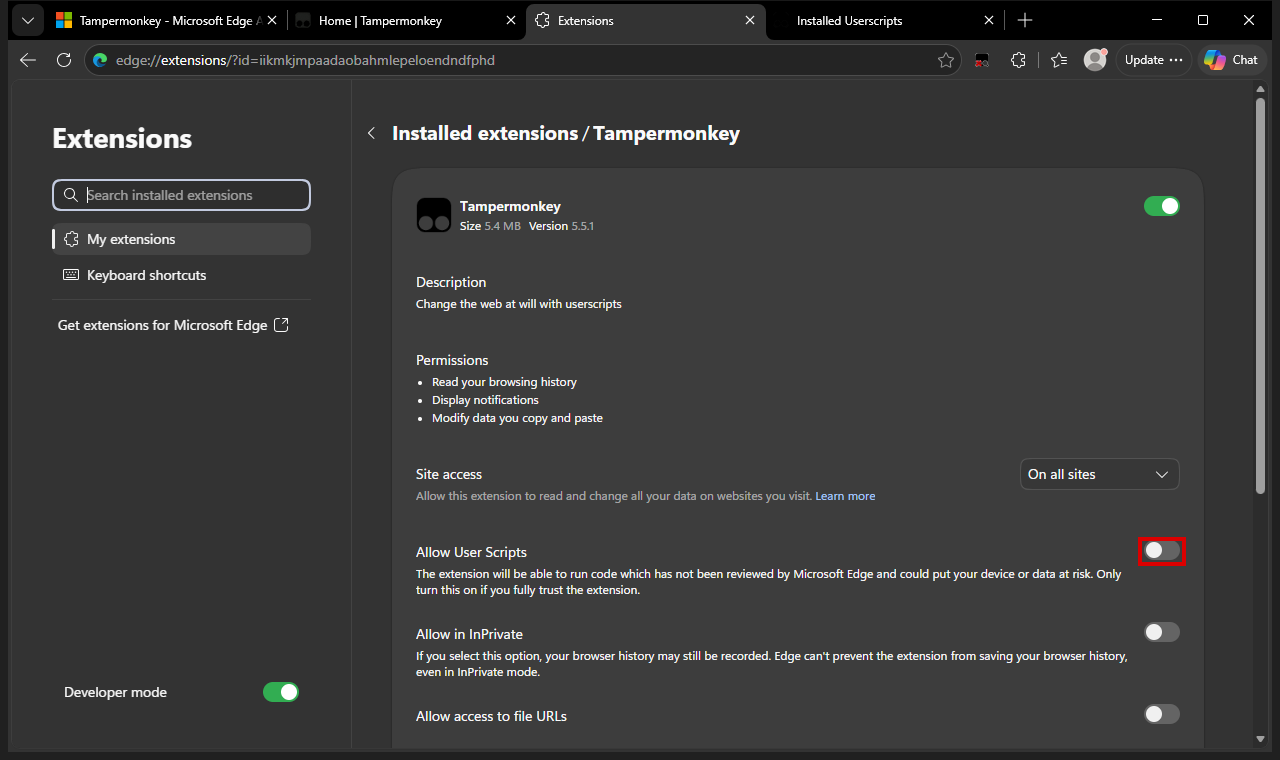 Tampermonkey - Microsoft Edge A
Home | Tampermonkey
Extensions
Installed Userscripts
edge://extensions/?id=iikmkjmpaadaobahmlepeloendndfphd
Update
Chat
Extensions
Search installed extensions
My extensions
Keyboard shortcuts
Get extensions for Microsoft Edge
Developer mode
Installed extensions / Tampermonkey
Tampermonkey
Size 5.4 MB Version 5.5.1
Description
Change the web at will with userscripts
Permissions
• Read your browsing history
• Display notifications
• Modify data you copy and paste
Site access
On all sites
Allow this extension to read and change all your data on websites you visit. Learn more
Allow User Scripts
The extension will be able to run code which has not been reviewed by Microsoft Edge and could put your device or data at risk. Only
turn this on if you fully trust the extension.
Allow in InPrivate
If you select this option, your browser history may still be recorded. Edge can't prevent the extension from saving your browser history,
even in InPrivate mode.
Allow access to file URLs